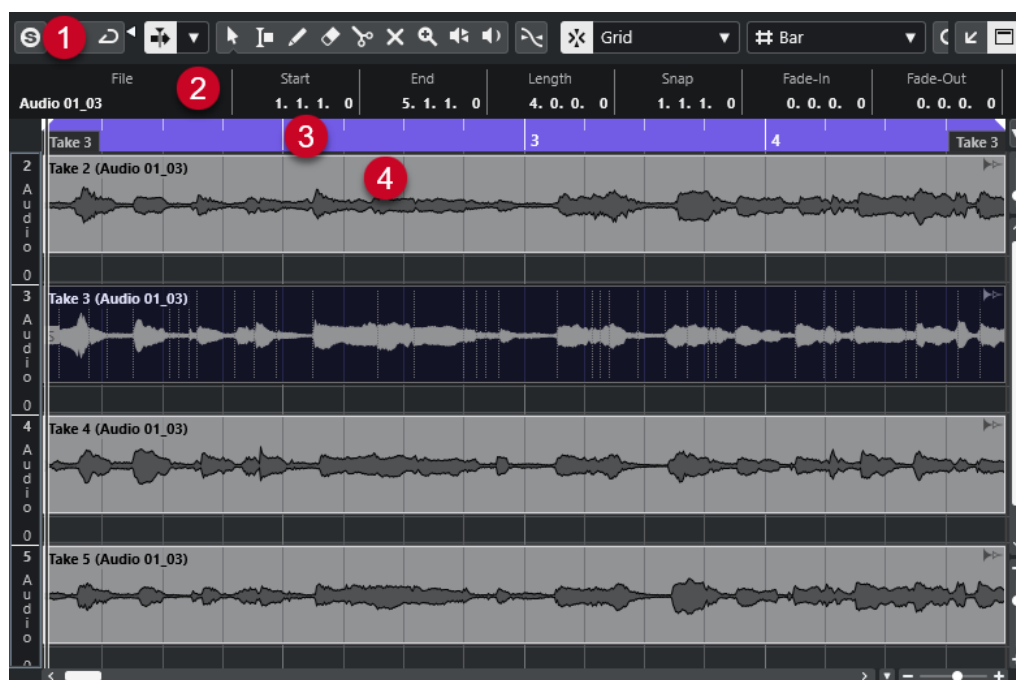 S 1 Grid Bar
File Start End Length Snap Fade-In Fade-Out
2
Audio 01_03 1. 1. 1. 0 5. 1. 1. 0 4. 0. 0. 0 1. 1. 1. 0 0. 0. 0. 0 0. 0. 0. 0
Take 3 3 3 4 Take 3
2 Take 2 (Audio 01_03)
4
Audio
0
3 Take 3 (Audio 01_03)
Audio
0
4 Take 4 (Audio 01_03)
Audio
0
5 Take 5 (Audio 01_03)
Audio